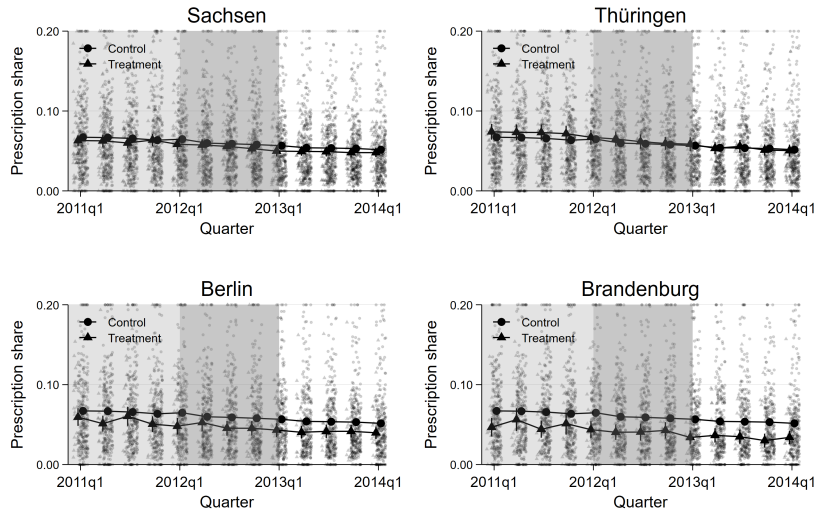 Sachsen
Prescription share
0.20
0.10
0.00
Control
Treatment
2011q1 2012q1 2013q1 2014q1
Quarter
Thüringen
Prescription share
0.20
0.10
0.00
Control
Treatment
2011q1 2012q1 2013q1 2014q1
Quarter
Berlin
Prescription share
0.20
0.10
0.00
Control
Treatment
2011q1 2012q1 2013q1 2014q1
Quarter
Brandenburg
Prescription share
0.20
0.10
0.00
Control
Treatment
2011q1 2012q1 2013q1 2014q1
Quarter